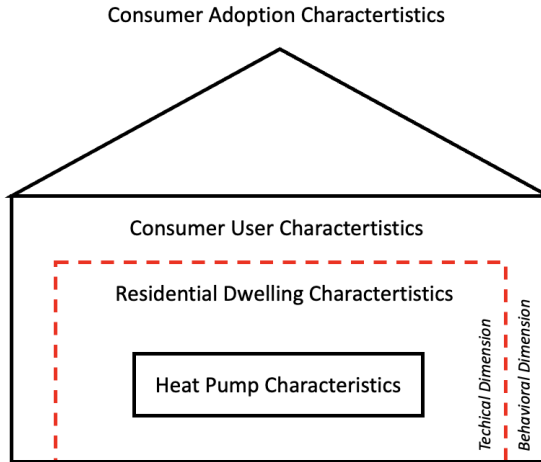 Consumer Adoption Charactertistics
Consumer User Charactertistics
Residential Dwelling Charactertistics
Heat Pump Characteristics
Techical Dimension
Behavioral Dimension